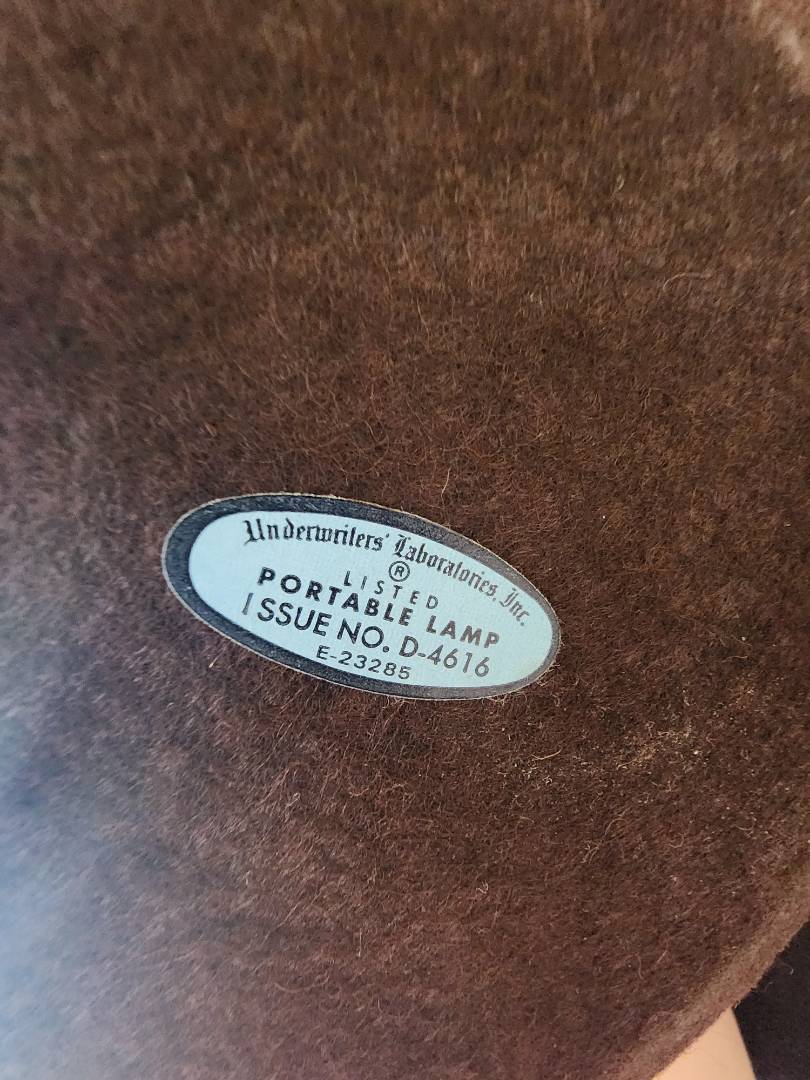 Underwriters' Laboratories, Inc.
®
LISTED
PORTABLE LAMP
ISSUE NO. D-4616
E-23285